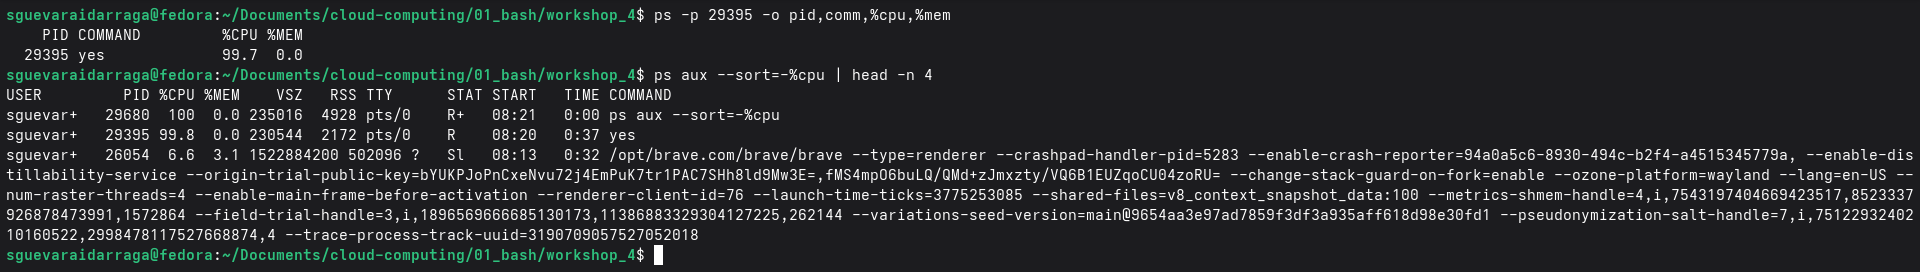 sguevaraidarraga@fedora:~/Documents/cloud-computing/01_bash/workshop_4$ ps -p 29395 -o pid,comm,%cpu,%mem
    PID COMMAND         %CPU %MEM
  29395 yes             99.7  0.0
sguevaraidarraga@fedora:~/Documents/cloud-computing/01_bash/workshop_4$ ps aux --sort=-%cpu | head -n 4
USER         PID %CPU %MEM    VSZ   RSS TTY      STAT START   TIME COMMAND
sguevar+   29680  100  0.0 235016  4928 pts/0    R+   08:21   0:00 ps aux --sort=-%cpu
sguevar+   29395 99.8  0.0 230544  2172 pts/0    R    08:20   0:37 yes
sguevar+   26054  6.6  3.1 1522884200 502096 ?   Sl   08:13   0:32 /opt/brave.com/brave/brave --type=renderer --crashpad-handler-pid=5283 --enable-crash-reporter=94a0a5c6-8930-494c-b2f4-a4515345779a, --enable-dis
tillability-service --origin-trial-public-key=bYUKPJoPnCxeNvu72j4EmPuK7tr1PAC7SHh8ld9Mw3E=,fMS4mpO6buLQ/QMd+zJmxzty/VQ6B1EUZqoCU04zoRU= --change-stack-guard-on-fork=enable --ozone-platform=wayland --lang=en-US --
num-raster-threads=4 --enable-main-frame-before-activation --renderer-client-id=76 --launch-time-ticks=3775253085 --shared-files=v8_context_snapshot_data:100 --metrics-shmem-handle=4,i,7543197404669423517,8523337
926878473991,1572864 --field-trial-handle=3,i,1896569666685130173,11386883329304127225,262144 --variations-seed-version=main@9654aa3e97ad7859f3df3a935aff618d98e30fd1 --pseudonymization-salt-handle=7,i,75122932402
10160522,2998478117527668874,4 --trace-process-track-uuid=3190709057527052018
sguevaraidarraga@fedora:~/Documents/cloud-computing/01_bash/workshop_4$